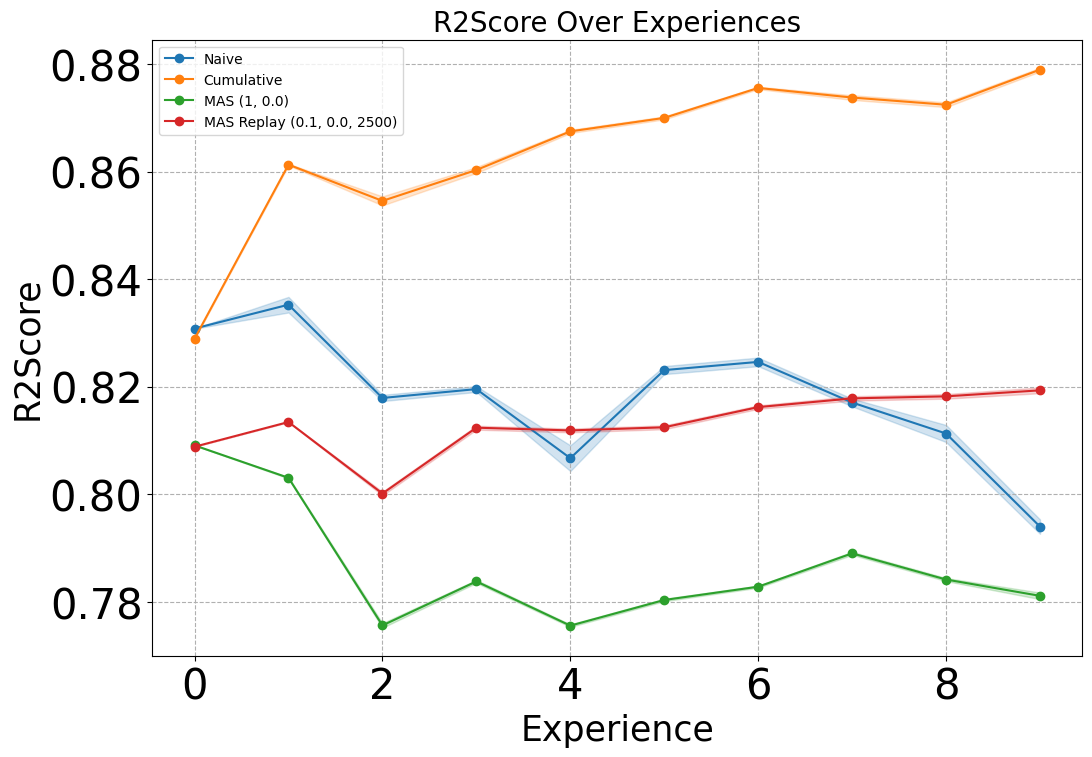 R2Score Over Experiences
Naive
Cumulative
MAS (1, 0.0)
MAS Replay (0.1, 0.0, 2500)
0.88
0.86
0.84
0.82
0.80
0.78
R2Score
0 2 4 6 8
Experience